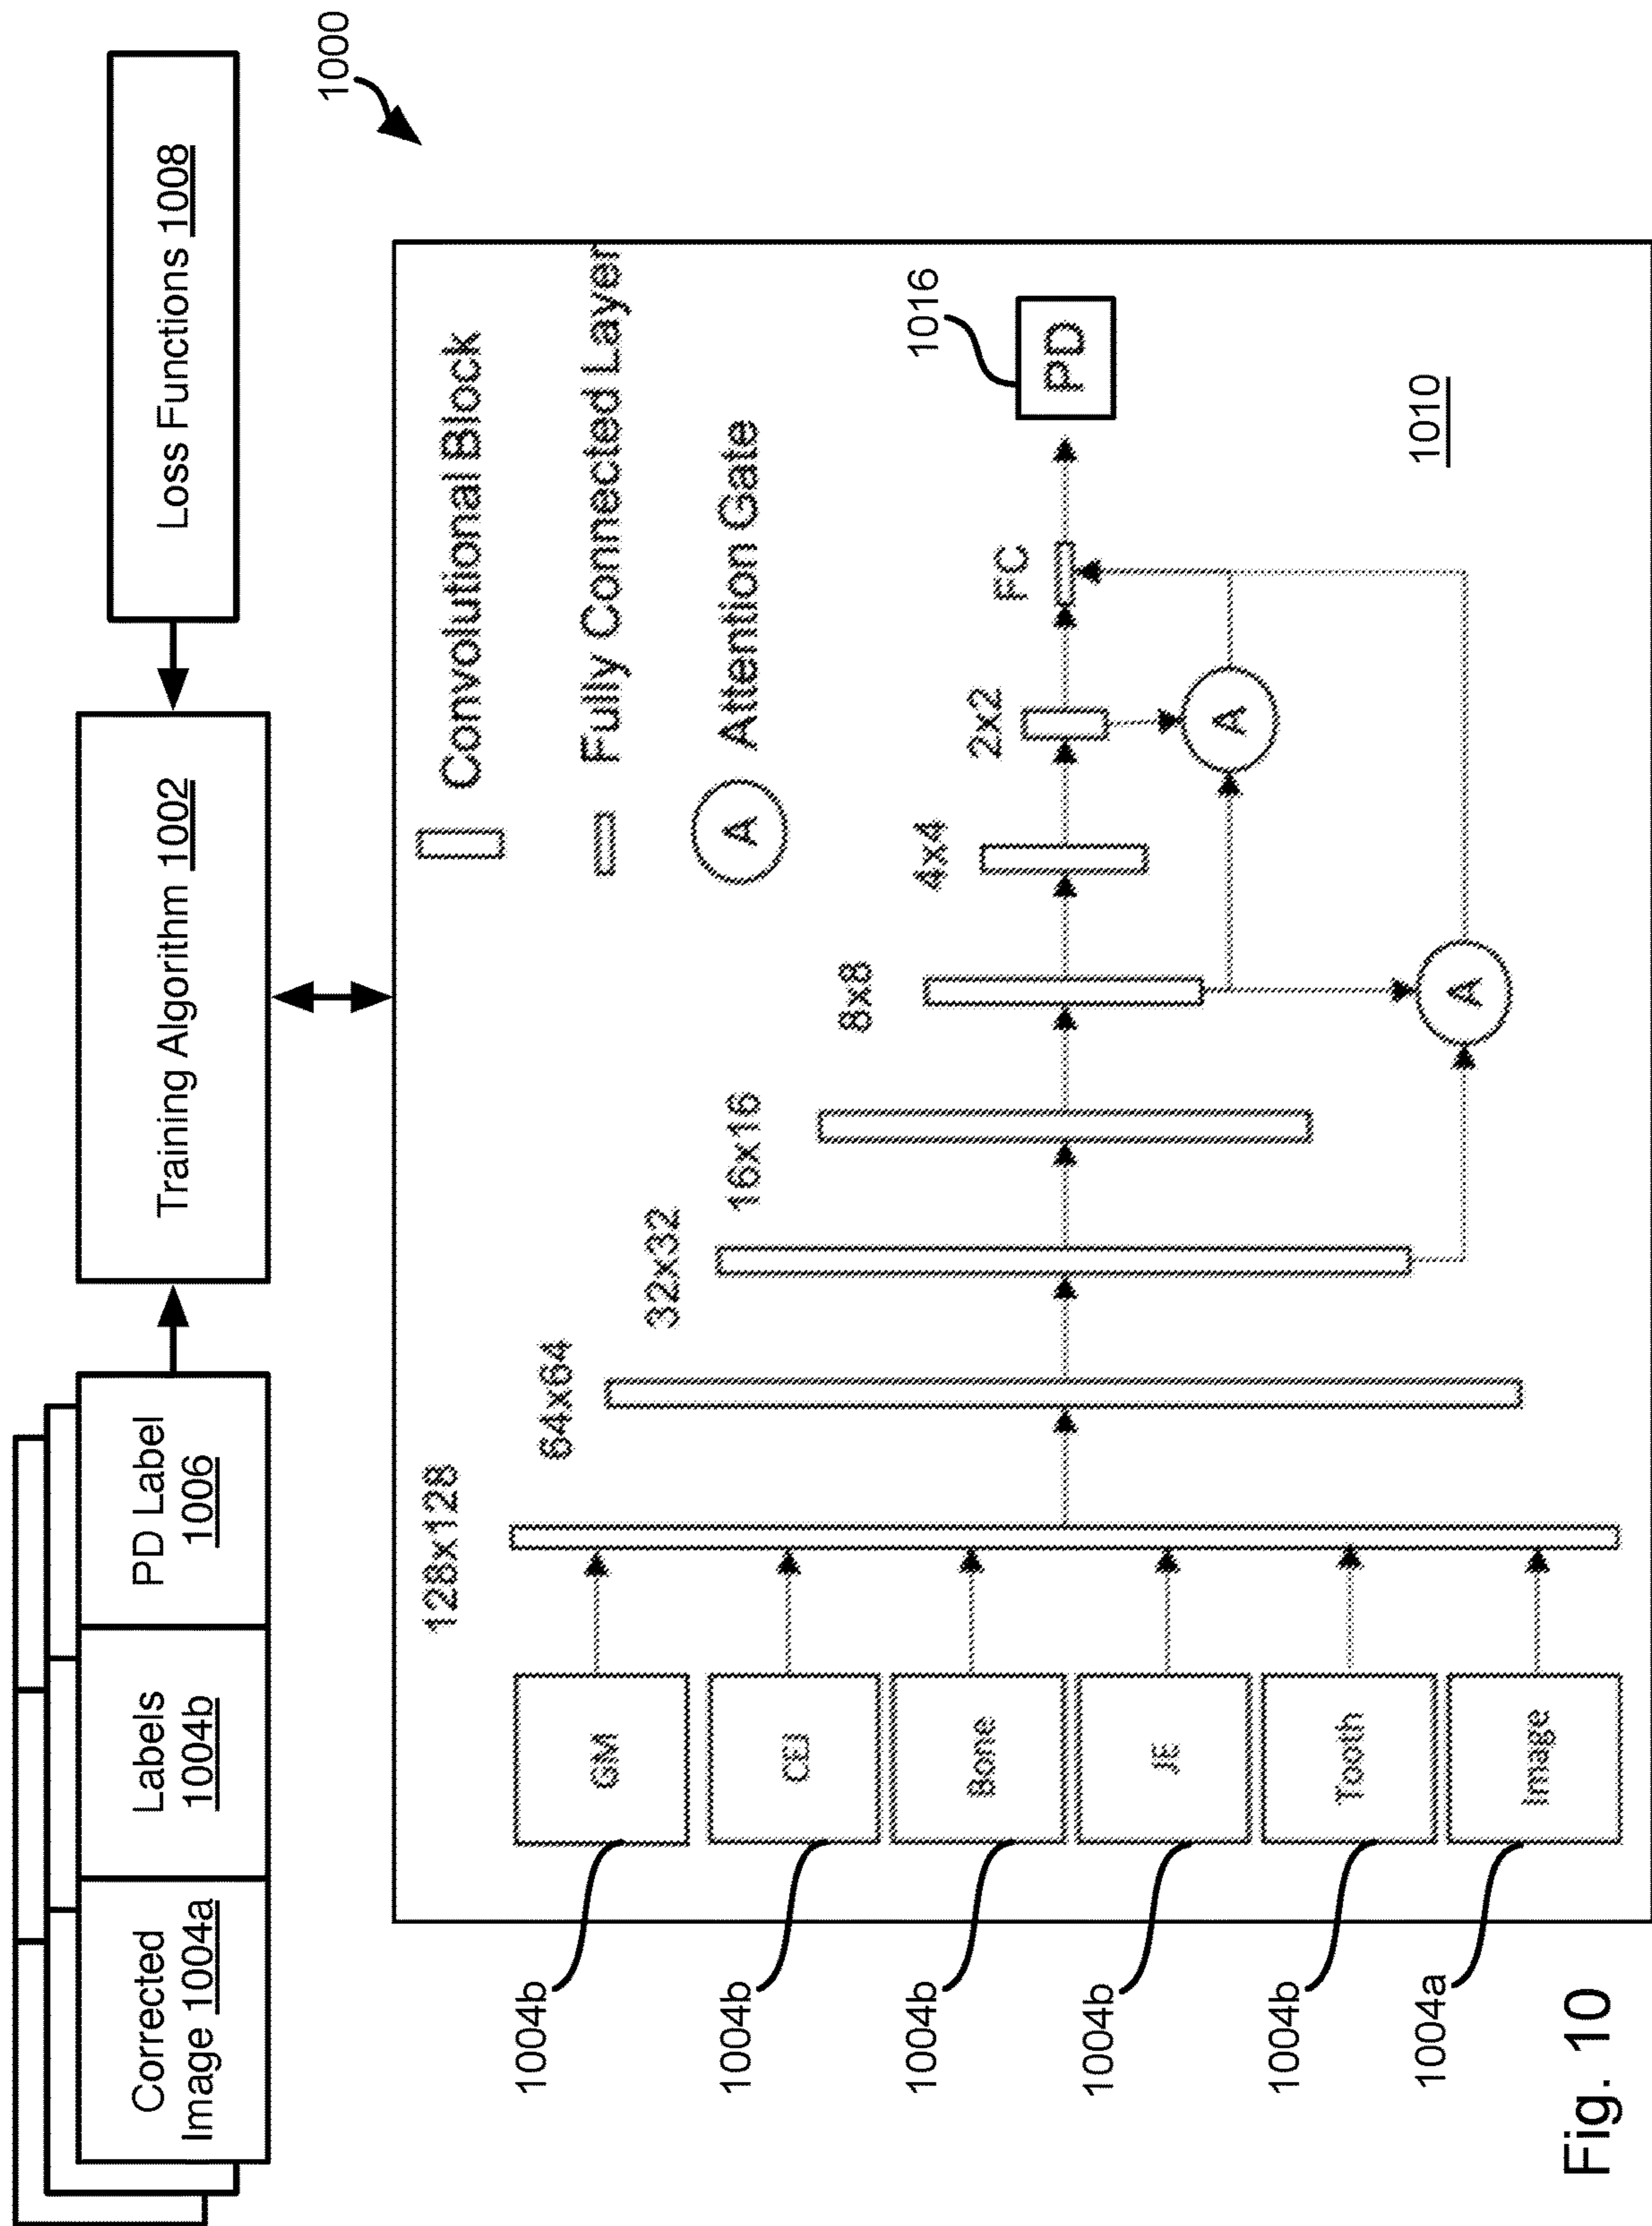 Corrected
Image 1004a
Labels
1004b
PD Label
1006
Training Algorithm 1002
Loss Functions 1008
1000
Convolutional Block
Fully Connected Layer
A Attention Gate
128x128
64x64
32x32
16x16
8x8
4x4
2x2
FC
1004b
GM
1004b
CEJ
1004b
Bone
1004b
JE
1004b
Tooth
1004a
Image
A
A
PD
1016
1010
Fig. 10